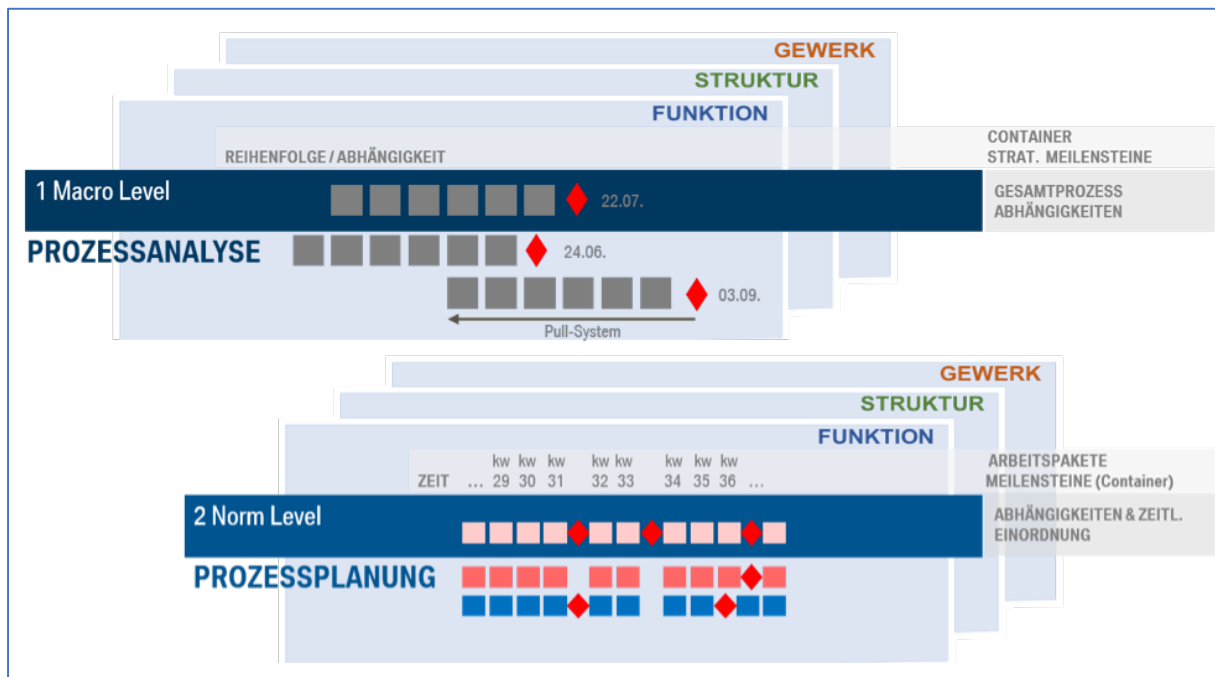 GEWERK
STRUKTUR
FUNKTION
CONTAINER
STRAT. MEILENSTEINE
REIHENFOLGE / ABHÄNGIGKEIT
1 Macro Level
22.07.
GESAMTPROZESS
ABHÄNGIGKEITEN
PROZESSANALYSE
24.06.
03.09.
Pull-System
GEWERK
STRUKTUR
FUNKTION
ARBEITSPAKETE
MEILENSTEINE (Container)
kw kw kw kw kw kw kw kw
ZEIT ... 29 30 31 32 33 34 35 36 ...
2 Norm Level
ABHÄNGIGKEITEN & ZEITL.
EINORDNUNG
PROZESSPLANUNG